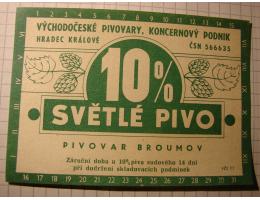 VÝCHODOČESKÉ PIVOVARY, KONCERNOVÝ PODNIK
HRADEC KRÁLOVÉ
ČSN 566635
10%
SVĚTLÉ PIVO
PIVOVAR BROUMOV
Záruční doba u 10% piva sudového 14 dní
při dodržení skladovacích podmínek